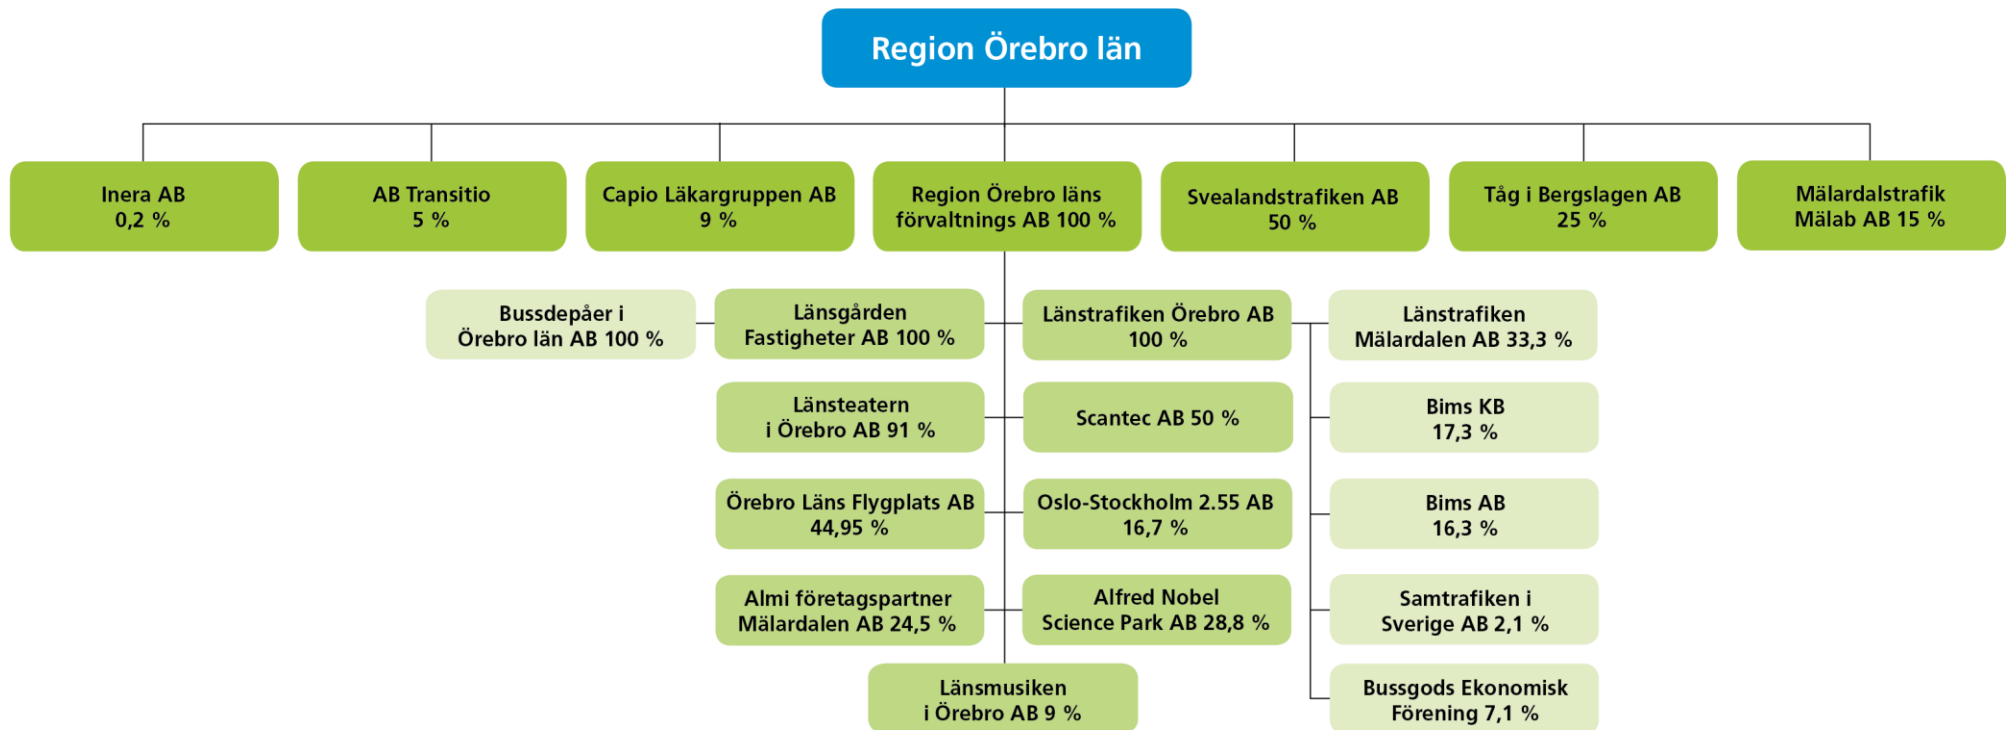 Region Örebro län
Inera AB
0,2 %
AB Transitio
5 %
Capio Läkargruppen AB
9 %
Region Örebro läns
förvaltnings AB 100 %
Svealandstrafiken AB
50 %
Tåg i Bergslagen AB
25 %
Mälardalstrafik
Mälab AB 15 %
Bussdepåer i
Örebro län AB 100 %
Länsgården
Fastigheter AB 100 %
Länstrafiken Örebro AB
100 %
Länstrafiken
Mälardalen AB 33,3 %
Länsteatern
i Örebro AB 91 %
Scantec AB 50 %
Bims KB
17,3 %
Örebro Läns Flygplats AB
44,95 %
Oslo-Stockholm 2.55 AB
16,7 %
Bims AB
16,3 %
Almi företagspartner
Mälardalen AB 24,5 %
Alfred Nobel
Science Park AB 28,8 %
Samtrafiken i
Sverige AB 2,1 %
Länsmusiken
i Örebro AB 9 %
Bussgods Ekonomisk
Förening 7,1 %